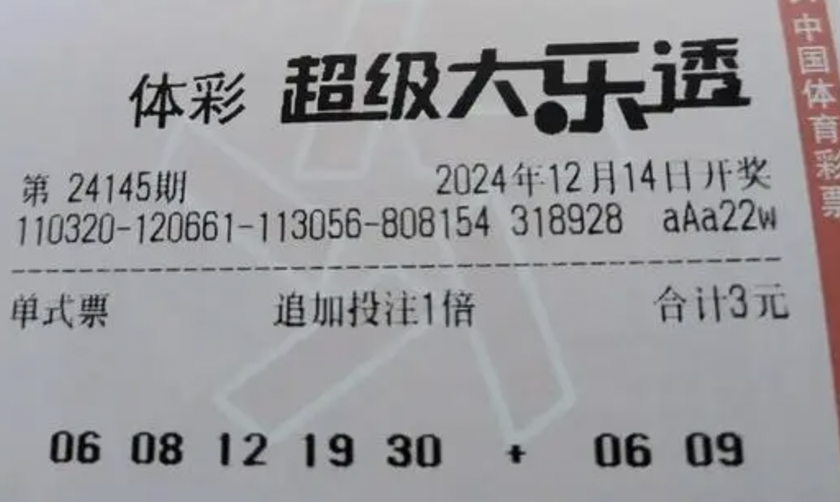 体彩 超级大乐透
第 24145期 2024年12月14日开奖
110320-120661-113056-808154 318928 aAa22w
单式票 追加投注1倍 合计3元
06 08 12 19 30 + 06 09
中国体育彩票